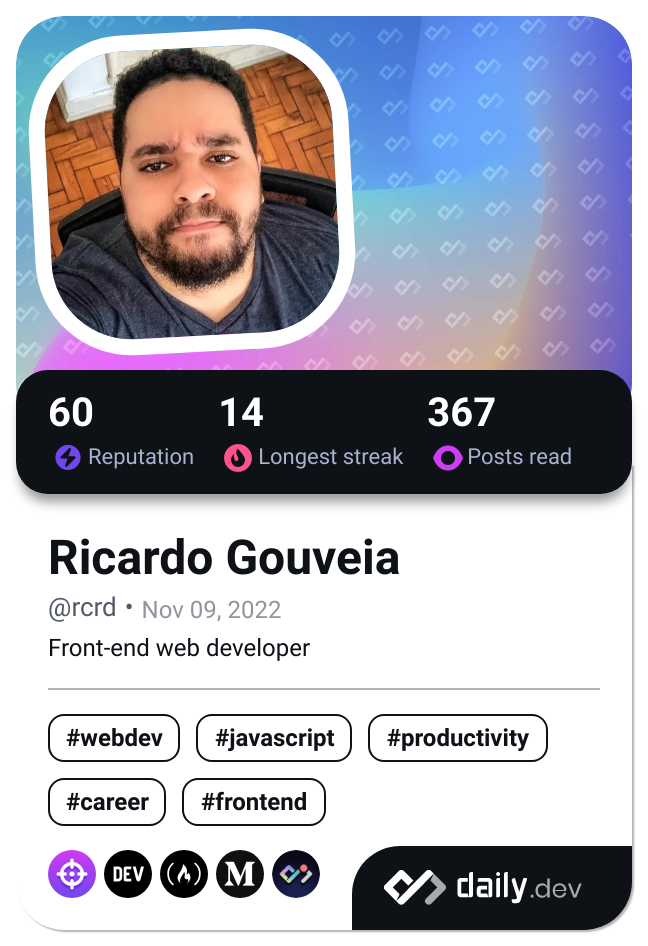 60 14 367
Reputation Longest streak Posts read
Ricardo Gouveia
@rcrd • Nov 09, 2022
Front-end web developer
#webdev #javascript #productivity
#career #frontend
DEV M daily.dev